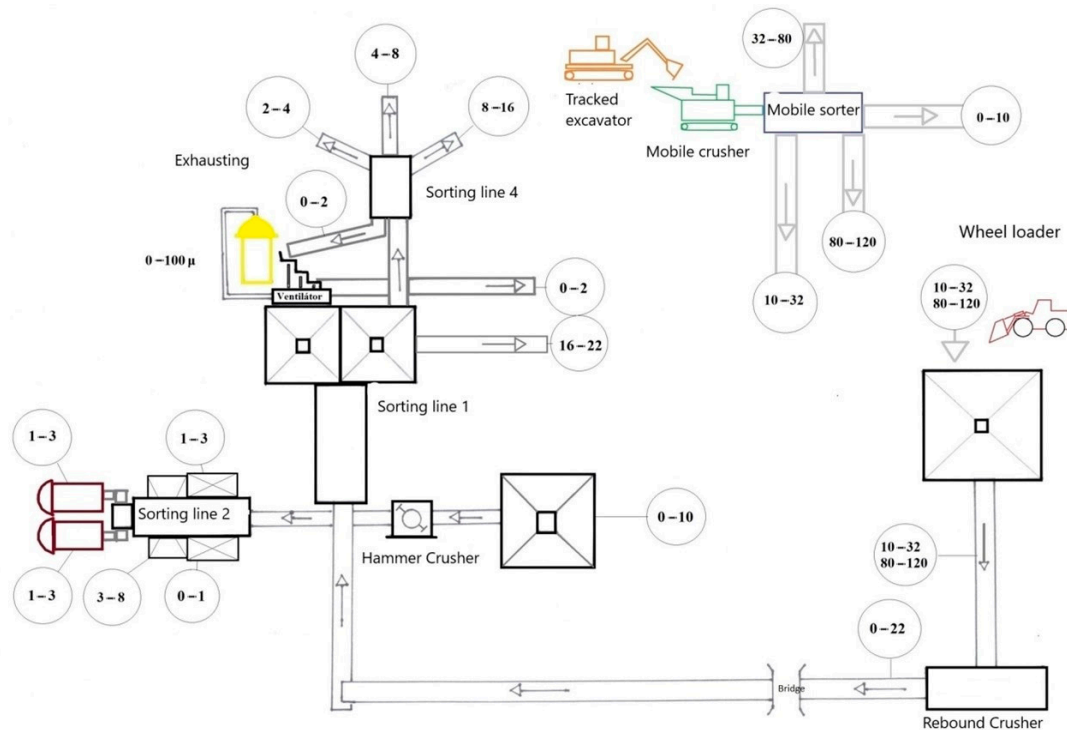 4–8
32–80
2–4
8–16
Tracked
excavator
Mobile sorter
0–10
Mobile crusher
Exhausting
Sorting line 4
0–2
80–120
Wheel loader
0–100 µ
Ventilátor
0–2
10–32
10–32
80–120
16–22
Sorting line 1
1–3
1–3
Sorting line 2
0–10
Hammer Crusher
10–32
80–120
1–3
3–8
0–1
0–22
Bridge
Rebound Crusher